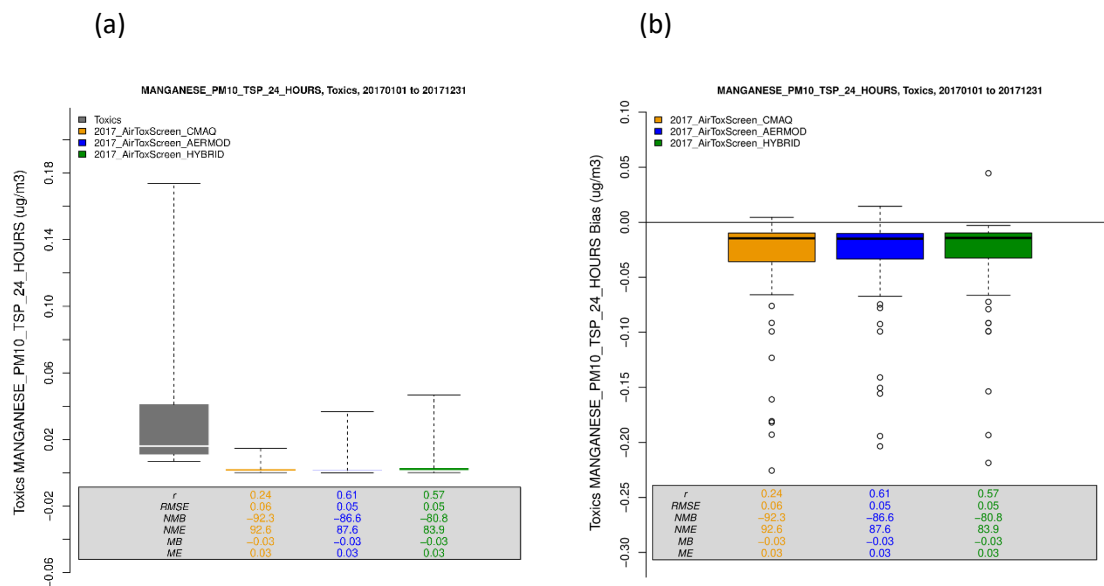 (a)
MANGANESE_PM10_TSP_24_HOURS, Toxics, 20170101 to 20171231
Toxics
2017_AirToxScreen_CMAQ
2017_AirToxScreen_AERMOD
2017_AirToxScreen_HYBRID
Toxics MANGANESE_PM10_TSP_24_HOURS (ug/m3)
0.18
0.14
0.10
0.06
0.02
−0.02
−0.06
r 0.24 0.61 0.57
RMSE 0.06 0.05 0.05
NMB −92.3 −86.6 −80.8
NME 92.6 87.6 83.9
MB −0.03 −0.03 −0.03
ME 0.03 0.03 0.03
(b)
MANGANESE_PM10_TSP_24_HOURS, Toxics, 20170101 to 20171231
2017_AirToxScreen_CMAQ
2017_AirToxScreen_AERMOD
2017_AirToxScreen_HYBRID
Toxics MANGANESE_PM10_TSP_24_HOURS Bias (ug/m3)
0.10
0.05
0.00
−0.05
−0.10
−0.15
−0.20
−0.25
−0.30
r 0.24 0.61 0.57
RMSE 0.06 0.05 0.05
NMB −92.3 −86.6 −80.8
NME 92.6 87.6 83.9
MB −0.03 −0.03 −0.03
ME 0.03 0.03 0.03